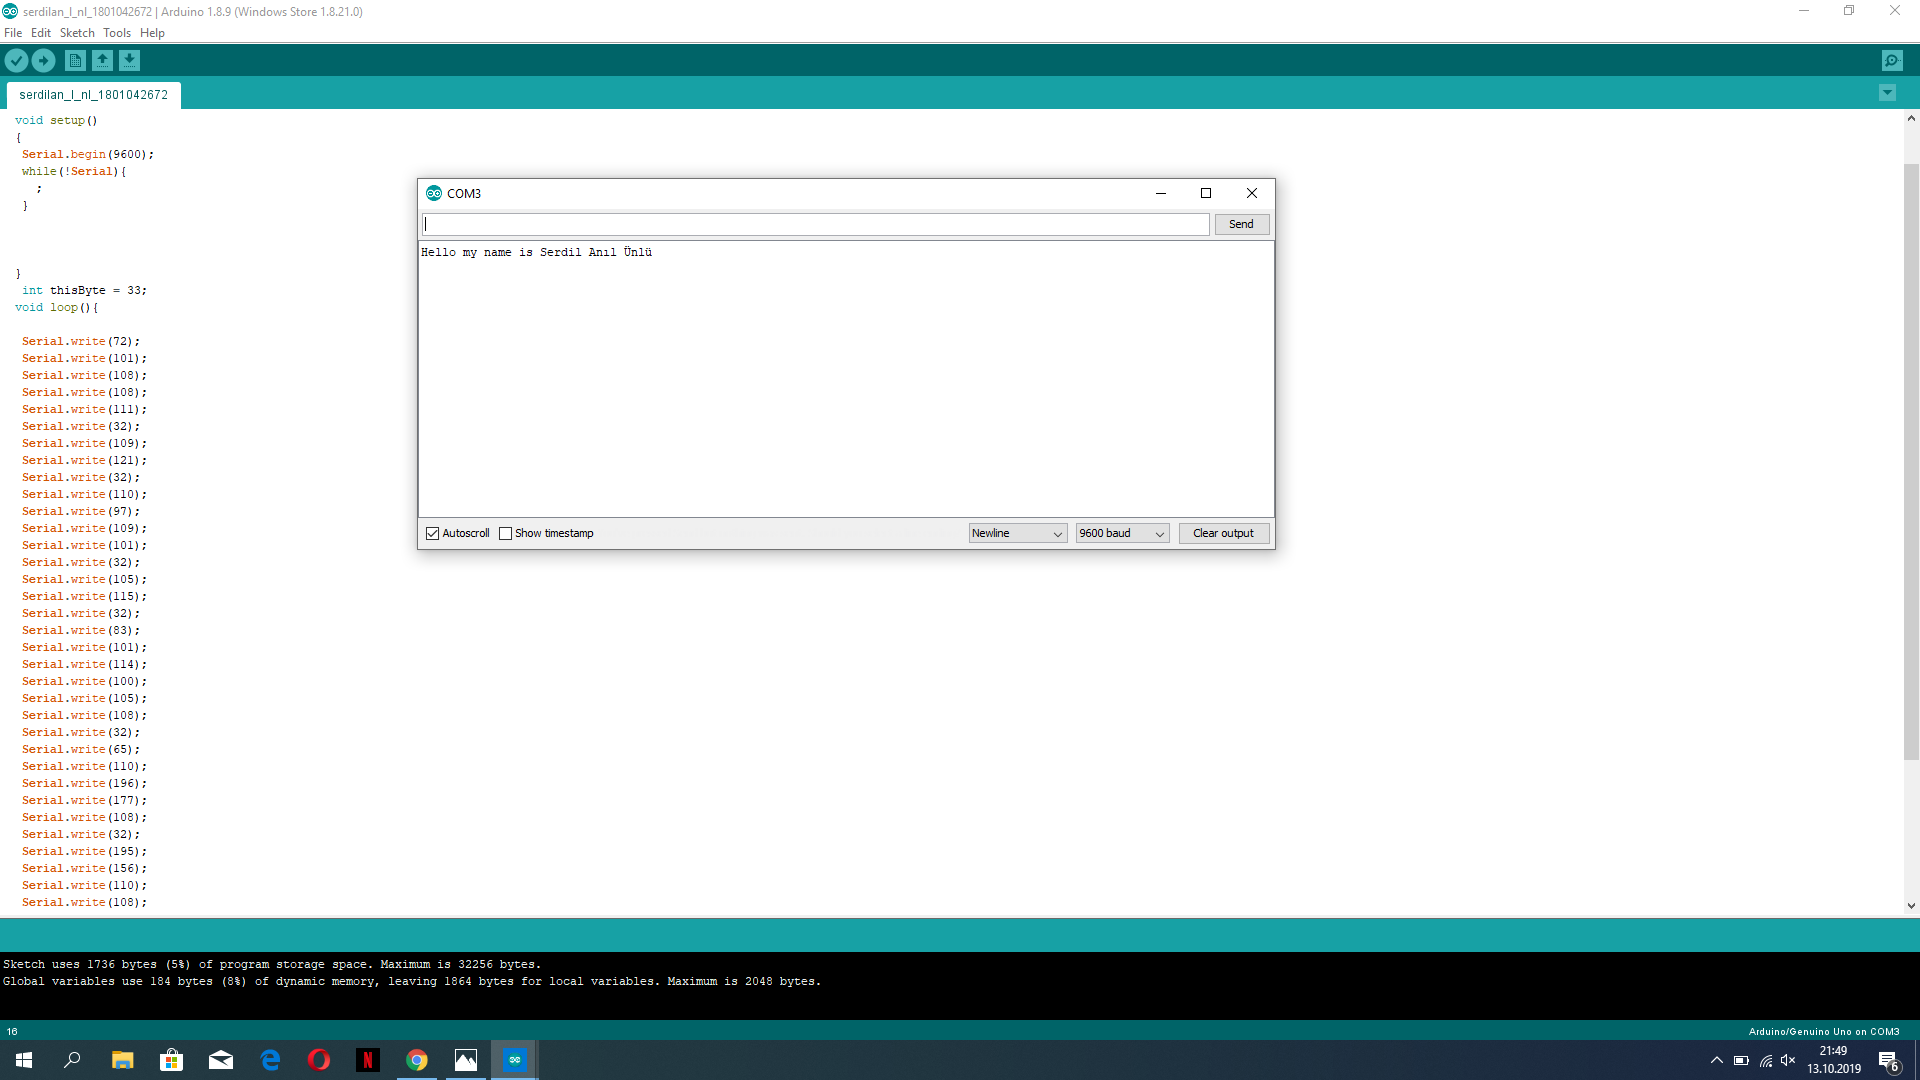 serdilan_l_nl_1801042672 | Arduino 1.8.9 (Windows Store 1.8.21.0)
File Edit Sketch Tools Help
serdilan_l_nl_1801042672
void setup()
{
Serial.begin(9600);
while(!Serial){
;
}
}
int thisByte = 33;
void loop(){
Serial.write(72);
Serial.write(101);
Serial.write(108);
Serial.write(108);
Serial.write(111);
Serial.write(32);
Serial.write(109);
Serial.write(121);
Serial.write(32);
Serial.write(110);
Serial.write(97);
Serial.write(109);
Serial.write(101);
Serial.write(32);
Serial.write(105);
Serial.write(115);
Serial.write(32);
Serial.write(83);
Serial.write(101);
Serial.write(114);
Serial.write(100);
Serial.write(105);
Serial.write(108);
Serial.write(32);
Serial.write(65);
Serial.write(110);
Serial.write(196);
Serial.write(177);
Serial.write(108);
Serial.write(32);
Serial.write(195);
Serial.write(156);
Serial.write(110);
Serial.write(108);
COM3
Send
Hello my name is Serdil Anıl Ünlü
Autoscroll Show timestamp Newline 9600 baud Clear output
Sketch uses 1736 bytes (5%) of program storage space. Maximum is 32256 bytes.
Global variables use 184 bytes (8%) of dynamic memory, leaving 1864 bytes for local variables. Maximum is 2048 bytes.
16 Arduino/Genuino Uno on COM3
21:49
13.10.2019
6